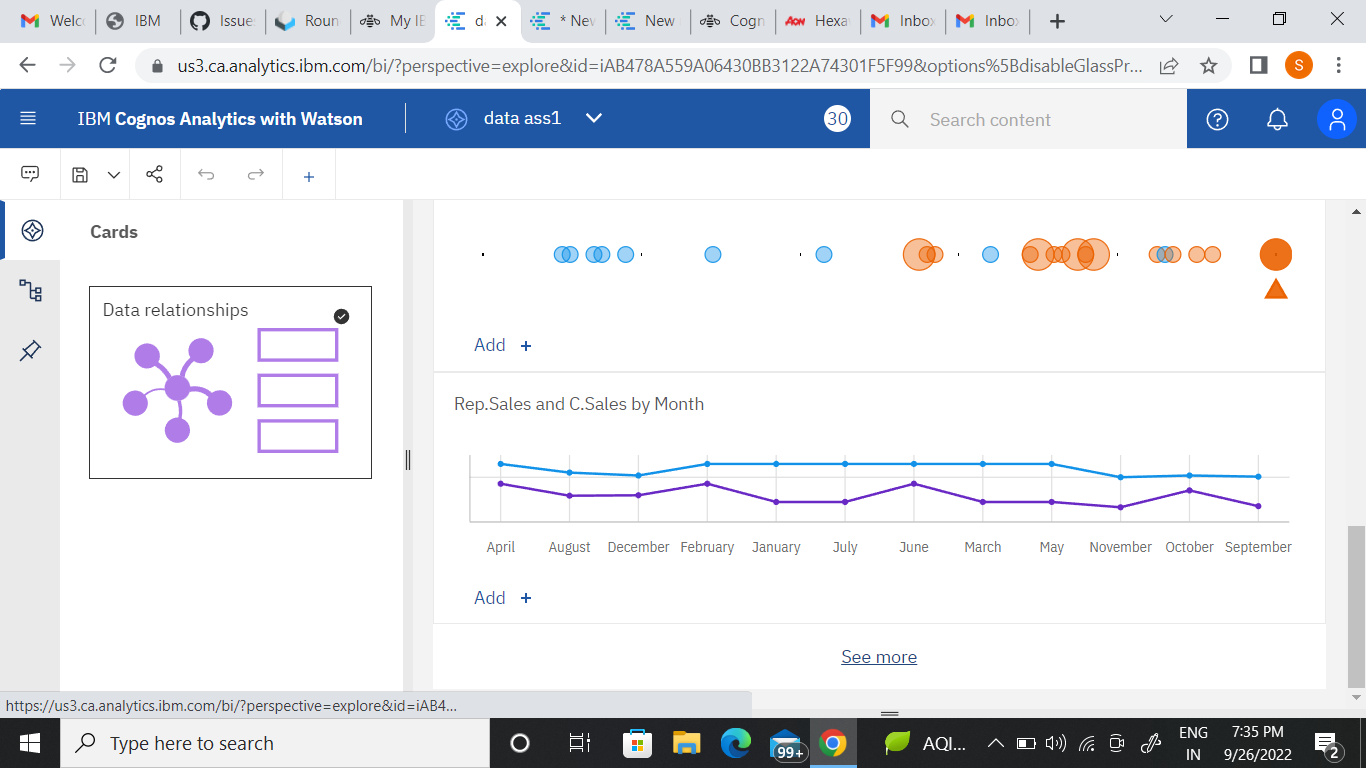 Welc
IBM
Issue
Roun
My IB
da
* New
New
Cogn
Hexa
Inbox
Inbox
us3.ca.analytics.ibm.com/bi/?perspective=explore&id=iAB478A559A06430BB3122A74301F5F99&options%5BdisableGlassPr...
S
IBM Cognos Analytics with Watson
data ass1
30
Search content
Cards
Data relationships
Add +
Rep.Sales and C.Sales by Month
April August December February January July June March May November October September
Add +
See more
https://us3.ca.analytics.ibm.com/bi/?perspective=explore&id=iAB4...
Type here to search
99+
AQI...
ENG
IN
7:35 PM
9/26/2022
2